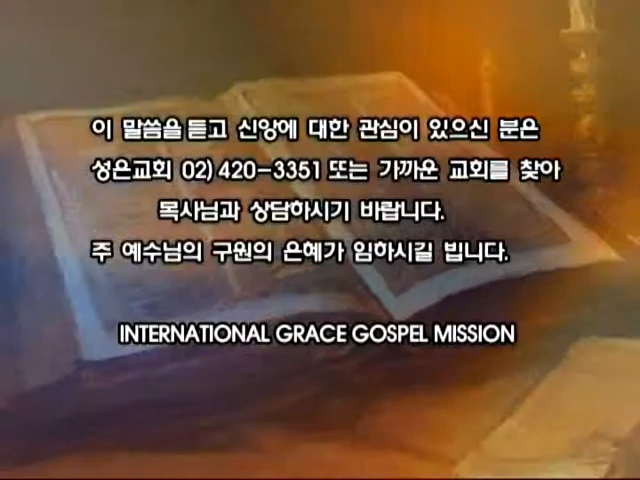 이 말씀을 듣고 신앙에 대한 관심이 있으신 분은
성은교회 02) 420-3351 또는 가까운 교회를 찾아
목사님과 상담하시기 바랍니다.
주 예수님의 구원의 은혜가 임하시길 빕니다.
INTERNATIONAL GRACE GOSPEL MISSION